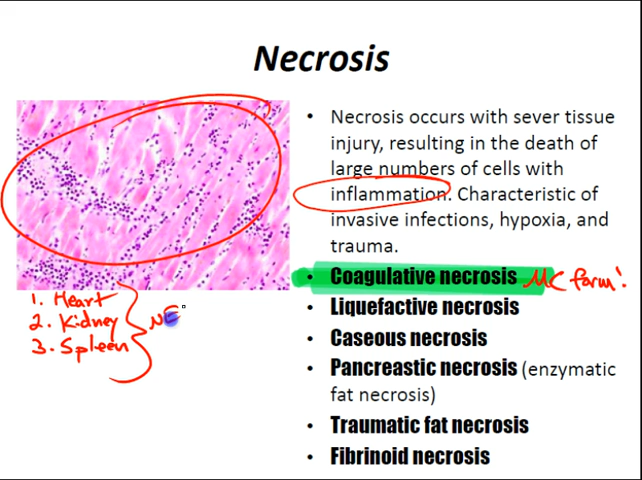 Necrosis
• Necrosis occurs with sever tissue
injury, resulting in the death of
large numbers of cells with
inflammation. Characteristic of
invasive infections, hypoxia, and
trauma.
• Coagulative necrosis MC form!
• Liquefactive necrosis
• Caseous necrosis
• Pancreastic necrosis (enzymatic
fat necrosis)
• Traumatic fat necrosis
• Fibrinoid necrosis
1. Heart
2. Kidney
3. Spleen
NE